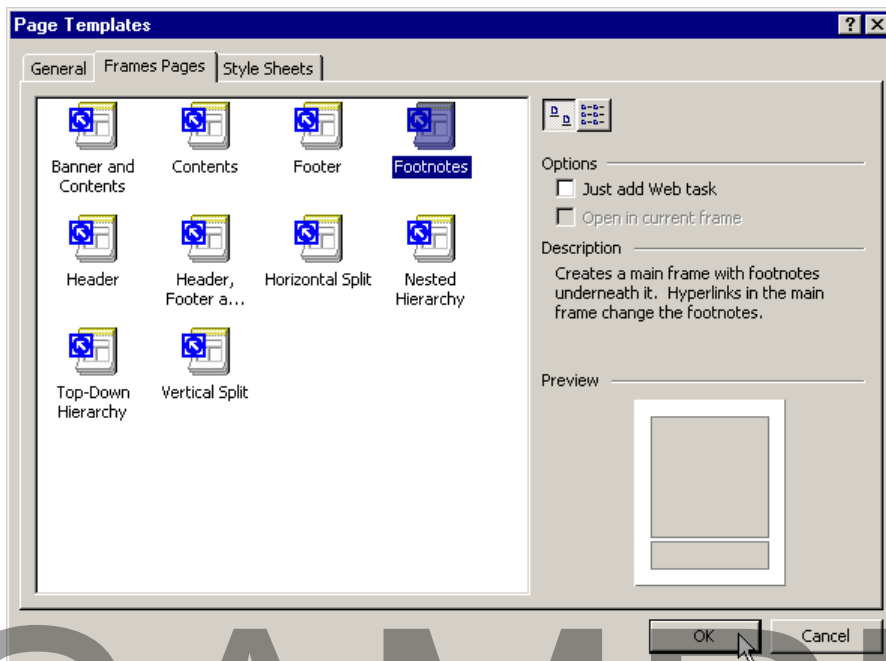 Page Templates
General Frames Pages Style Sheets
Banner and
Contents
Contents
Footer
Footnotes
Header
Header,
Footer a...
Horizontal Split
Nested
Hierarchy
Top-Down
Hierarchy
Vertical Split
Options
Just add Web task
Open in current frame
Description
Creates a main frame with footnotes
underneath it. Hyperlinks in the main
frame change the footnotes.
Preview
OK Cancel